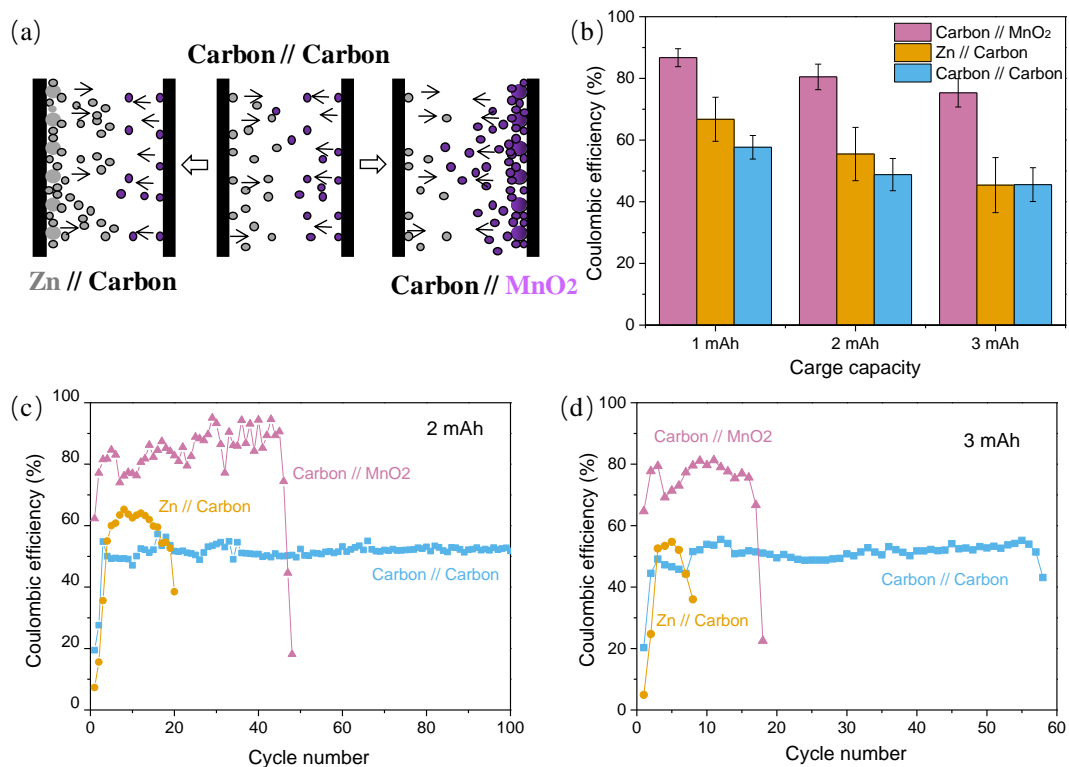 (a)
Carbon // Carbon
Zn // Carbon
Carbon // MnO2
(b)
Coulombic efficiency (%)
100
80
60
40
20
0
Carbon // MnO2
Zn // Carbon
Carbon // Carbon
1 mAh
2 mAh
3 mAh
Carge capacity
(c)
Coulombic efficiency (%)
100
80
60
40
20
0
2 mAh
Carbon // MnO2
Zn // Carbon
Carbon // Carbon
0
20
40
60
80
100
Cycle number
(d)
Coulombic efficiency (%)
100
80
60
40
20
0
3 mAh
Carbon // MnO2
Carbon // Carbon
Zn // Carbon
0
10
20
30
40
50
60
Cycle number